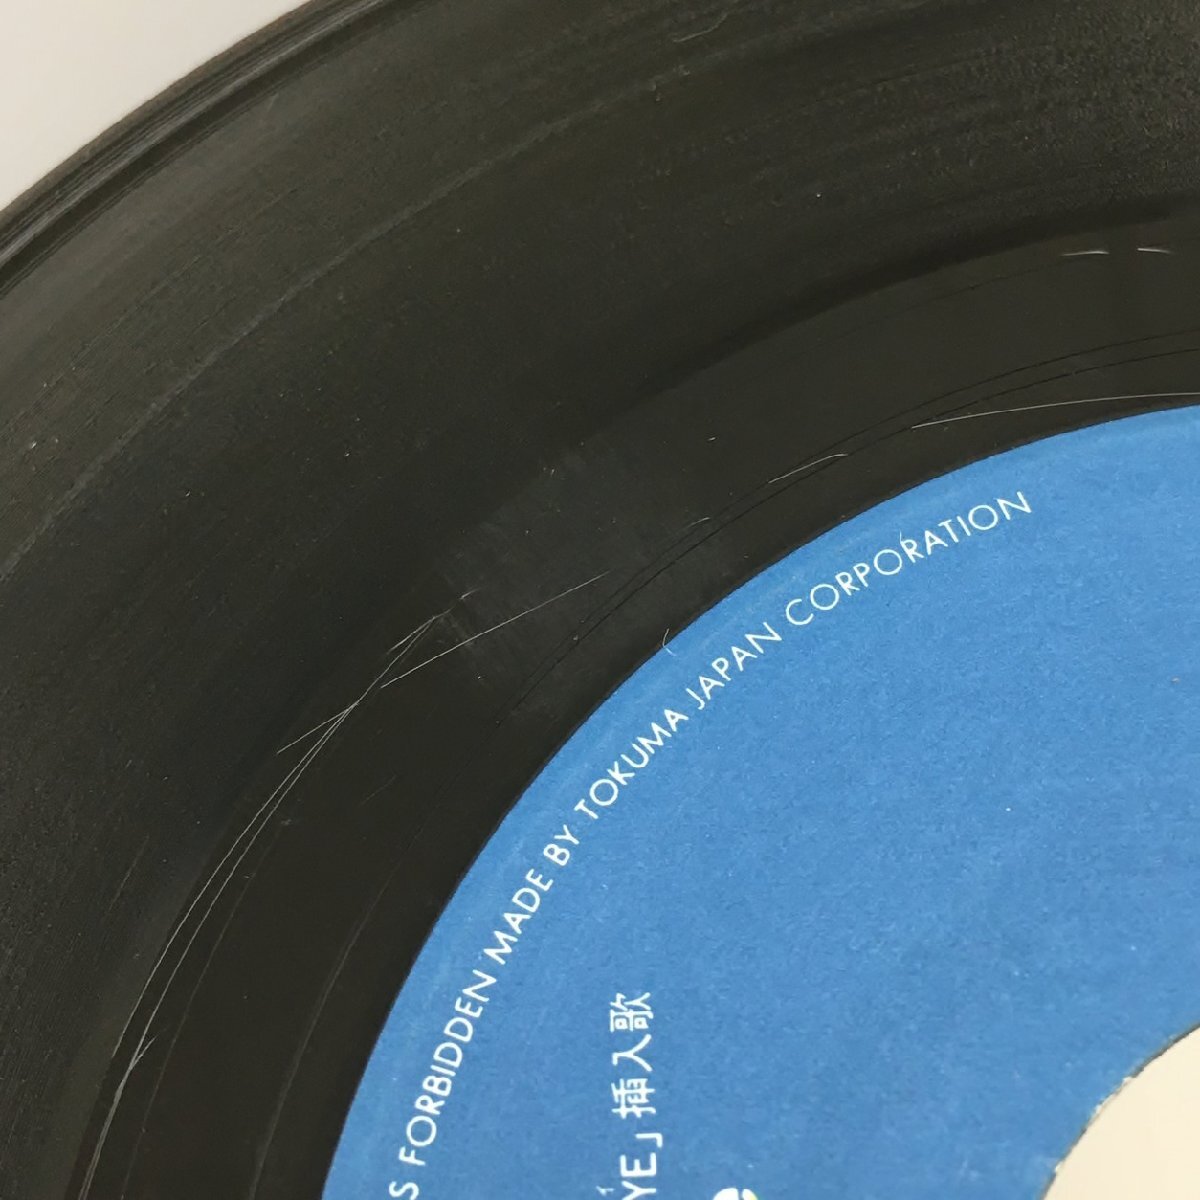 S FORBIDDEN MADE BY TOKUMA JAPAN CORPORATION
YE」挿入歌